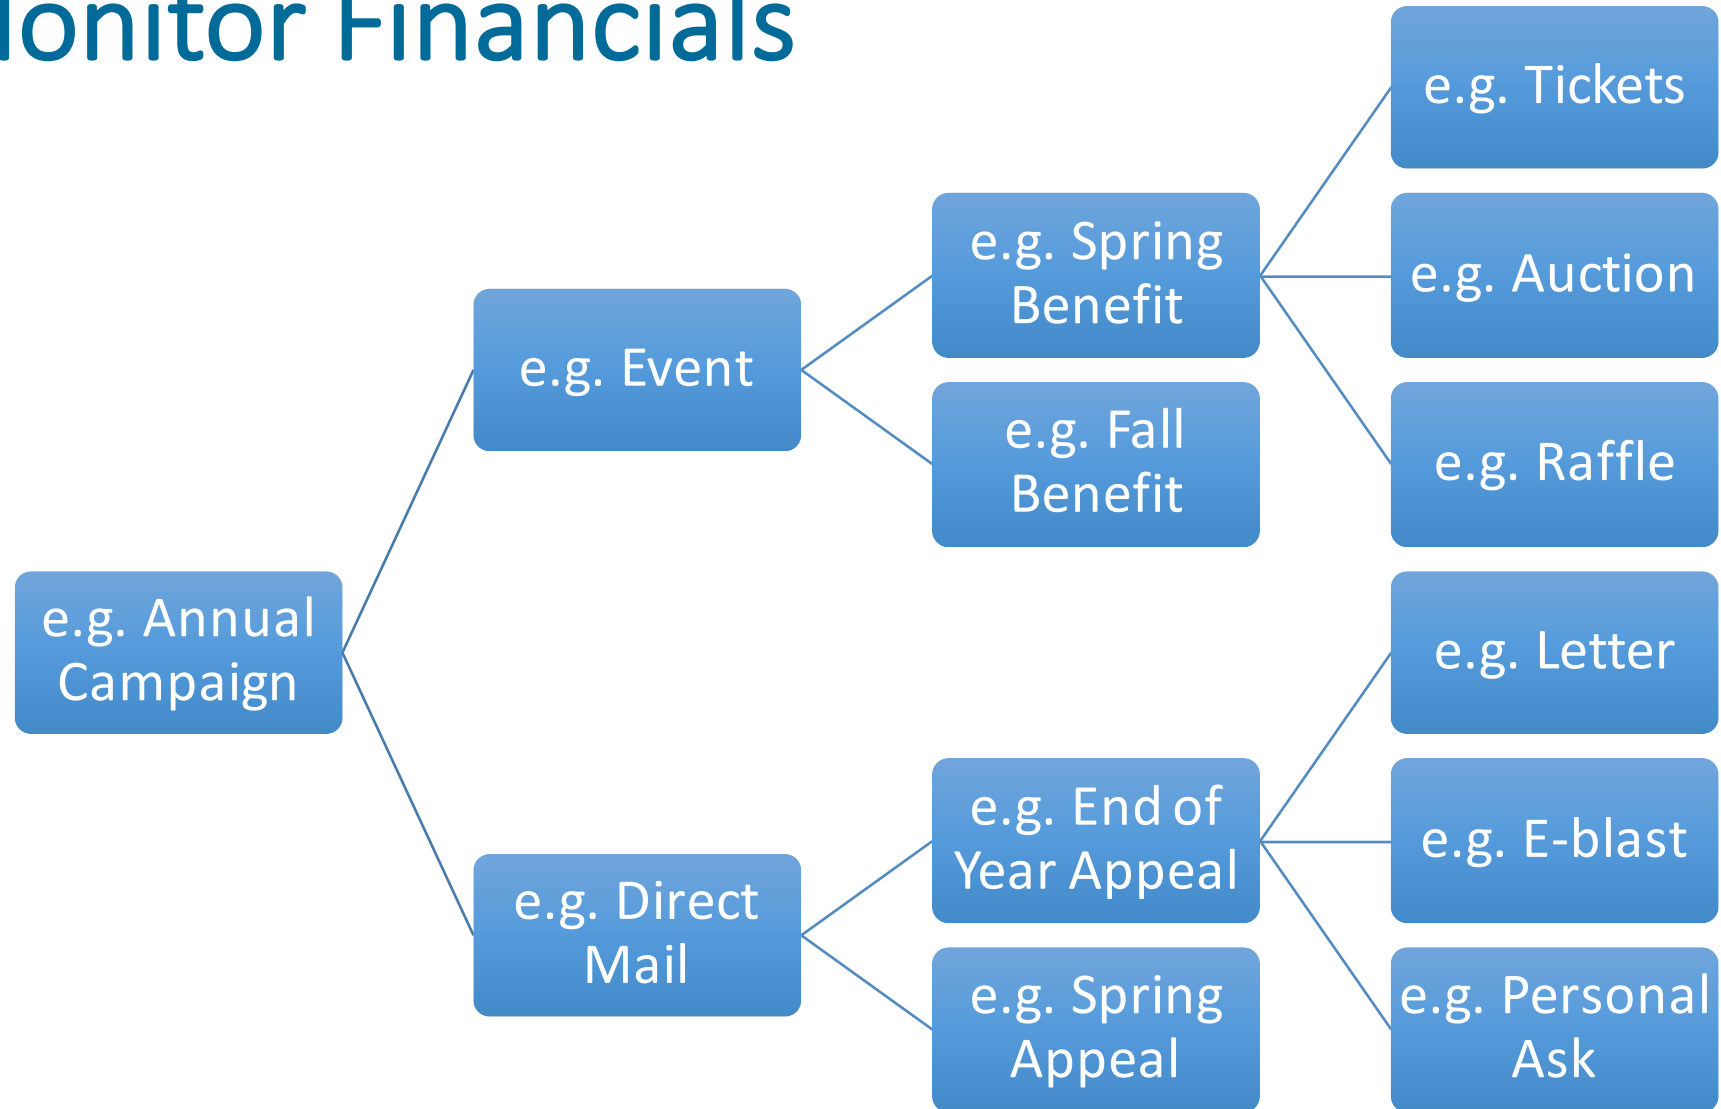 onitor Financials
e.g. Tickets
e.g. Spring
Benefit
e.g. Auction
e.g. Event
e.g. Fall
Benefit
e.g. Raffle
e.g. Annual
Campaign
e.g. Letter
e.g. End of
Year Appeal
e.g. E-blast
e.g. Direct
Mail
e.g. Spring
Appeal
e.g. Personal
Ask